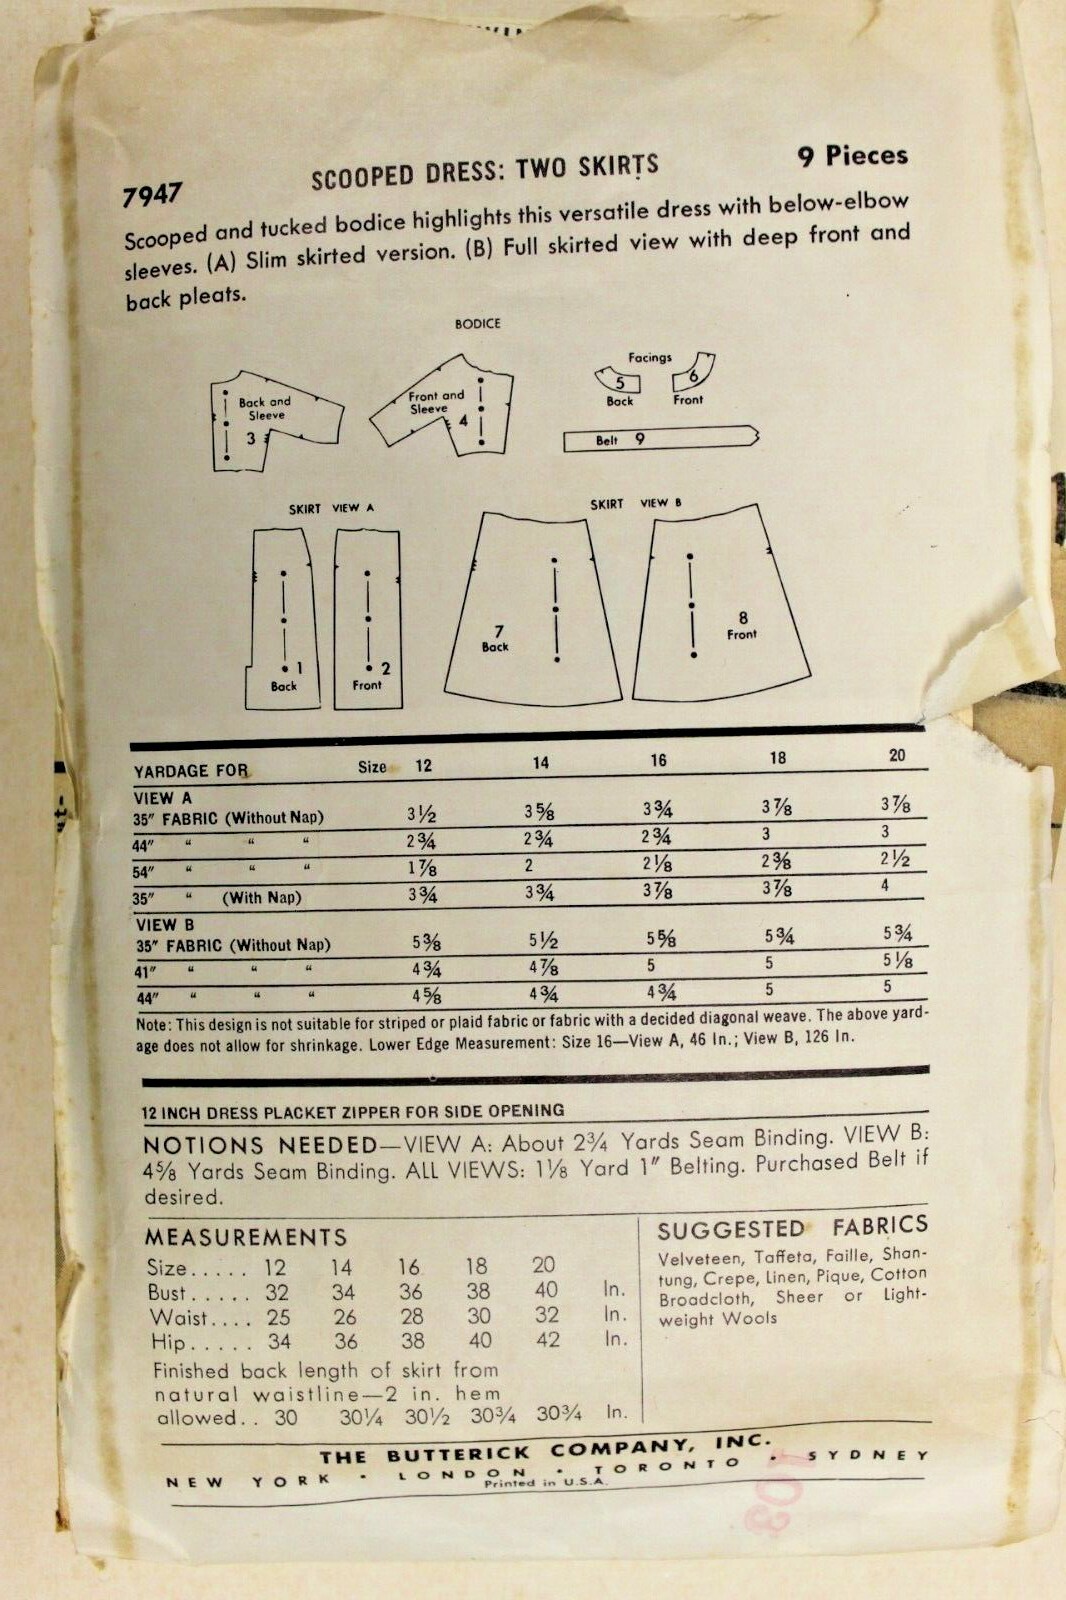 7947
SCOOPED DRESS: TWO SKIRTS
9 Pieces
Scooped and tucked bodice highlights this versatile dress with below-elbow
sleeves. (A) Slim skirted version. (B) Full skirted view with deep front and
back pleats.
BODICE
Back and
Sleeve
3
Front and
Sleeve
4
Facings
5
6
Back
Front
Belt 9
SKIRT VIEW A
SKIRT VIEW B
1
Back
2
Front
7
Back
8
Front
YARDAGE FOR Size 12 14 16 18 20
VIEW A
35" FABRIC (Without Nap) 3½ 3⅝ 3¾ 3⅞ 3⅞
44" " " " 2¾ 2¾ 2¾ 3 3
54" " " " 1⅞ 2 2⅛ 2⅜ 2½
35" " (With Nap) 3¾ 3¾ 3⅞ 3⅞ 4
VIEW B
35" FABRIC (Without Nap) 5⅜ 5½ 5⅝ 5¾ 5¾
41" " " " 4¾ 4⅞ 5 5 5⅛
44" " " " 4⅝ 4¾ 4¾ 5 5
Note: This design is not suitable for striped or plaid fabric or fabric with a decided diagonal weave. The above yard-
age does not allow for shrinkage. Lower Edge Measurement: Size 16—View A, 46 In.; View B, 126 In.
12 INCH DRESS PLACKET ZIPPER FOR SIDE OPENING
NOTIONS NEEDED—VIEW A: About 2¾ Yards Seam Binding. VIEW B:
4⅝ Yards Seam Binding. ALL VIEWS: 1⅛ Yard 1" Belting. Purchased Belt if
desired.
MEASUREMENTS
Size..... 12 14 16 18 20
Bust..... 32 34 36 38 40 In.
Waist.... 25 26 28 30 32 In.
Hip..... 34 36 38 40 42 In.
Finished back length of skirt from
natural waistline—2 in. hem
allowed.. 30 30¼ 30½ 30¾ 30¾ In.
SUGGESTED FABRICS
Velveteen, Taffeta, Faille, Shan-
tung, Crepe, Linen, Pique, Cotton
Broadcloth, Sheer or Light-
weight Wools
THE BUTTERICK COMPANY, INC.
NEW YORK • LONDON • TORONTO • SYDNEY
Printed in U.S.A.